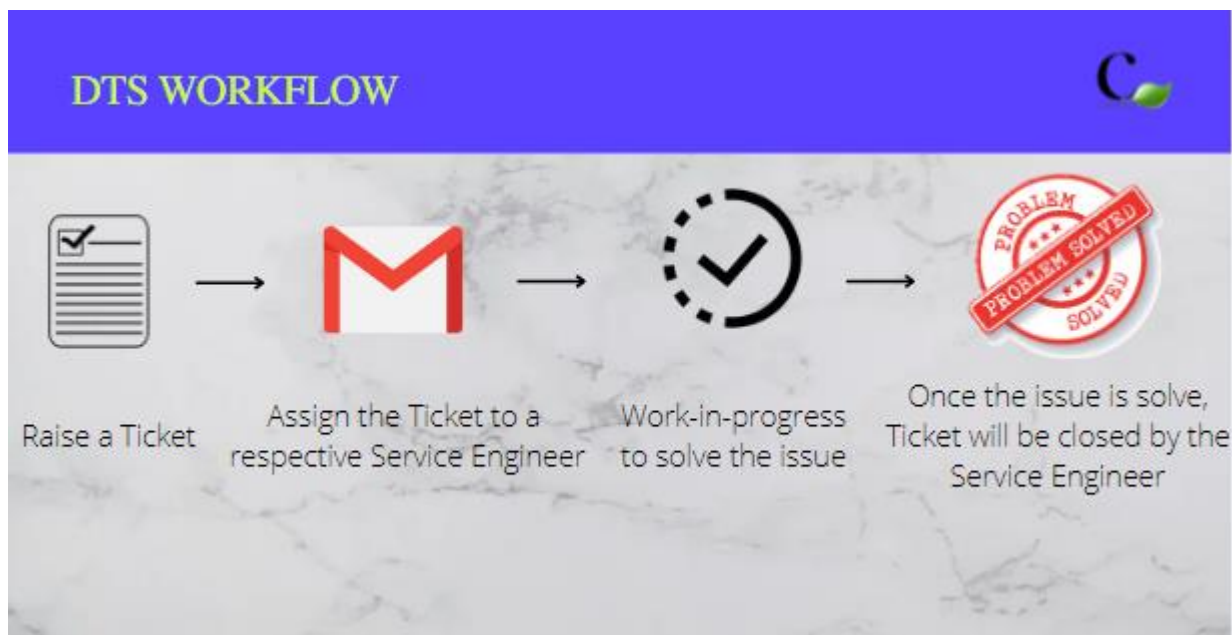 DTS WORKFLOW
C
PROBLEM
PROBLEM SOLVED
SOLVED
Raise a Ticket
Assign the Ticket to a
respective Service Engineer
Work-in-progress
to solve the issue
Once the issue is solve,
Ticket will be closed by the
Service Engineer